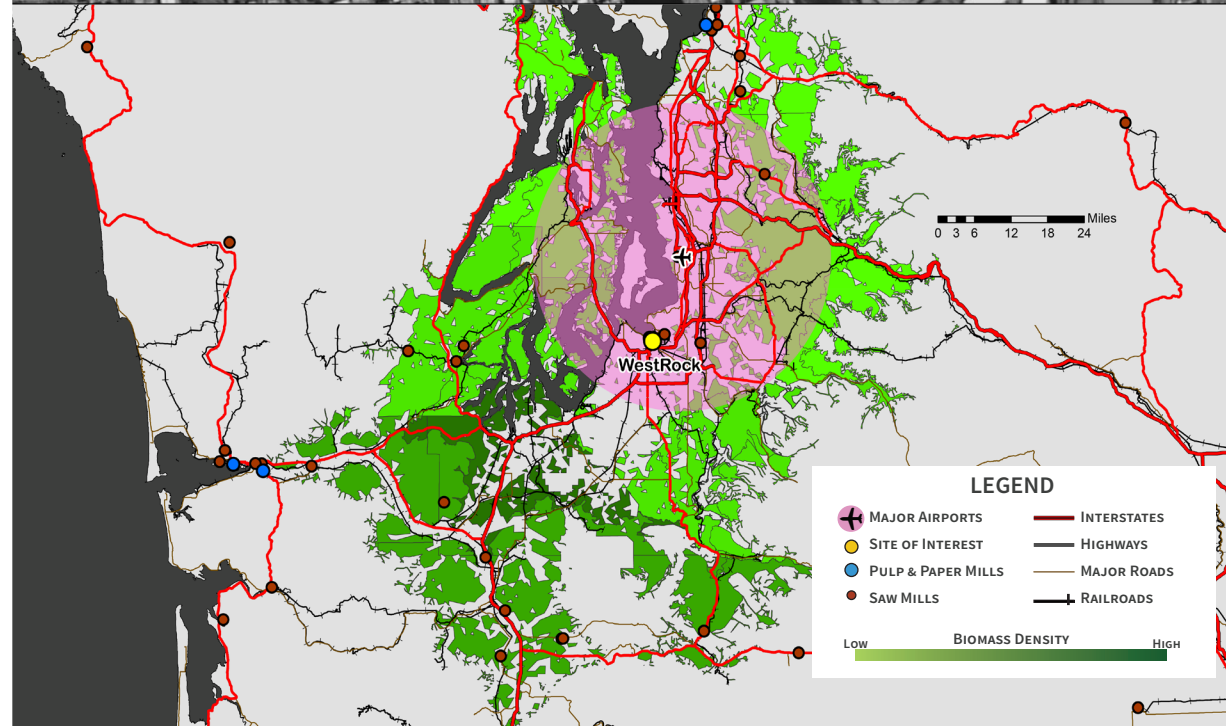 Miles
0 3 6 12 18 24
WestRock
LEGEND
MAJOR AIRPORTS
INTERSTATES
SITE OF INTEREST
HIGHWAYS
PULP & PAPER MILLS
MAJOR ROADS
SAW MILLS
RAILROADS
BIOMASS DENSITY
LOW
HIGH